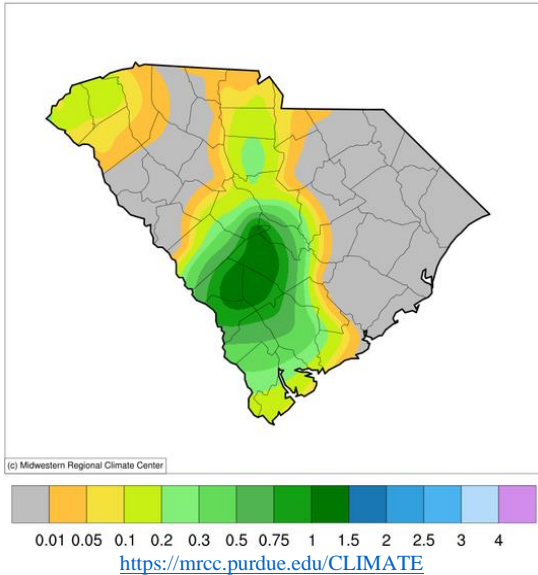 (c) Midwestern Regional Climate Center
0.01 0.05 0.1 0.2 0.3 0.5 0.75 1 1.5 2 2.5 3 4
https://mrcc.purdue.edu/CLIMATE